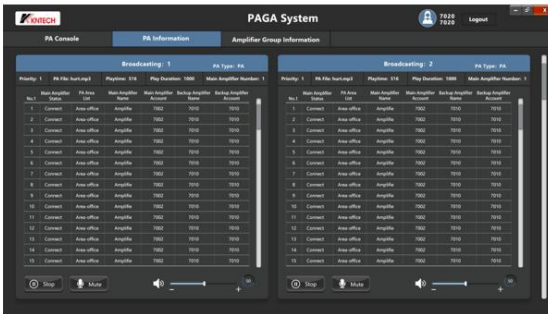 KNTECH
PAGA System
7020
7020
Logout
PA Console
PA Information
Amplifier Group Information
Broadcasting: 1
PA Type: PA
Priority: 1 PA File: hurt.mp3 Playtime: 516 Play Duration: 1000 Main Amplifier Number: 1
No.1 Main Amplifier Status PA Area List Main Amplifier Name Main Amplifier Account Backup Amplifier Name Backup Amplifier Account
1 Connect Area office Amplifie 7002 7010 7010
2 Connect Area office Amplifie 7002 7010 7010
3 Connect Area office Amplifie 7002 7010 7010
4 Connect Area office Amplifie 7002 7010 7010
5 Connect Area office Amplifie 7002 7010 7010
6 Connect Area office Amplifie 7002 7010 7010
7 Connect Area office Amplifie 7002 7010 7010
8 Connect Area office Amplifie 7002 7010 7010
9 Connect Area office Amplifie 7002 7010 7010
10 Connect Area office Amplifie 7002 7010 7010
11 Connect Area office Amplifie 7002 7010 7010
12 Connect Area office Amplifie 7002 7010 7010
13 Connect Area office Amplifie 7002 7010 7010
14 Connect Area office Amplifie 7002 7010 7010
15 Connect Area office Amplifie 7002 7010 7010
Stop Mute - + 50
Broadcasting: 2
PA Type: PA
Priority: 1 PA File: hurt.mp3 Playtime: 516 Play Duration: 1000 Main Amplifier Number: 1
No.1 Main Amplifier Status PA Area List Main Amplifier Name Main Amplifier Account Backup Amplifier Name Backup Amplifier Account
1 Connect Area office Amplifie 7002 7010 7010
2 Connect Area office Amplifie 7002 7010 7010
3 Connect Area office Amplifie 7002 7010 7010
4 Connect Area office Amplifie 7002 7010 7010
5 Connect Area office Amplifie 7002 7010 7010
6 Connect Area office Amplifie 7002 7010 7010
7 Connect Area office Amplifie 7002 7010 7010
8 Connect Area office Amplifie 7002 7010 7010
9 Connect Area office Amplifie 7002 7010 7010
10 Connect Area office Amplifie 7002 7010 7010
11 Connect Area office Amplifie 7002 7010 7010
12 Connect Area office Amplifie 7002 7010 7010
13 Connect Area office Amplifie 7002 7010 7010
14 Connect Area office Amplifie 7002 7010 7010
15 Connect Area office Amplifie 7002 7010 7010
Stop Mute - + 50